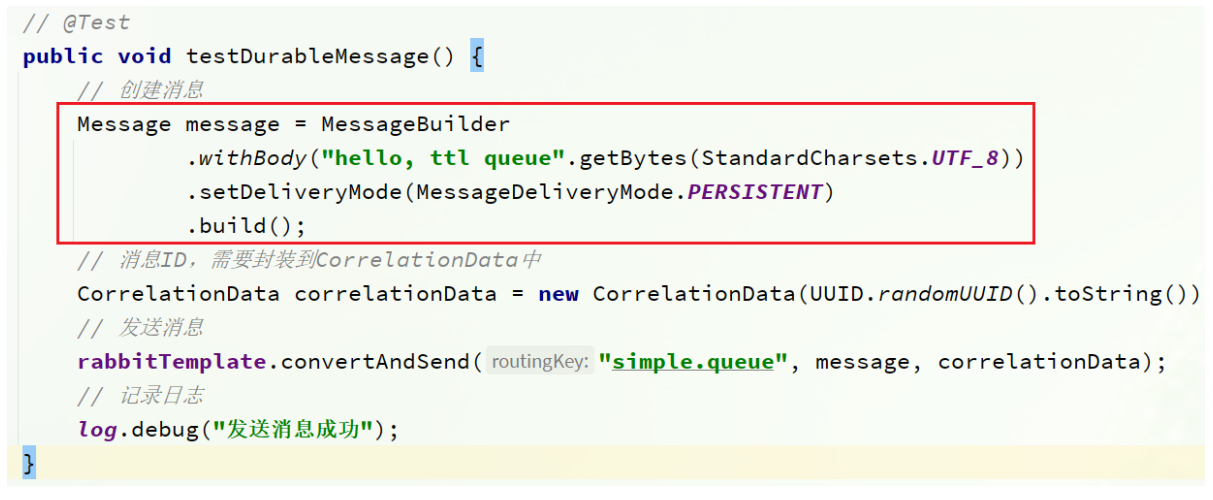 // @Test
public void testDurableMessage() {
// 创建消息
Message message = MessageBuilder
.withBody("hello, ttl queue".getBytes(StandardCharsets.UTF_8))
.setDeliveryMode(MessageDeliveryMode.PERSISTENT)
.build();
// 消息ID，需要封装到CorrelationData中
CorrelationData correlationData = new CorrelationData(UUID.randomUUID().toString())
// 发送消息
rabbitTemplate.convertAndSend( routingKey: "simple.queue", message, correlationData);
// 记录日志
log.debug("发送消息成功");
}